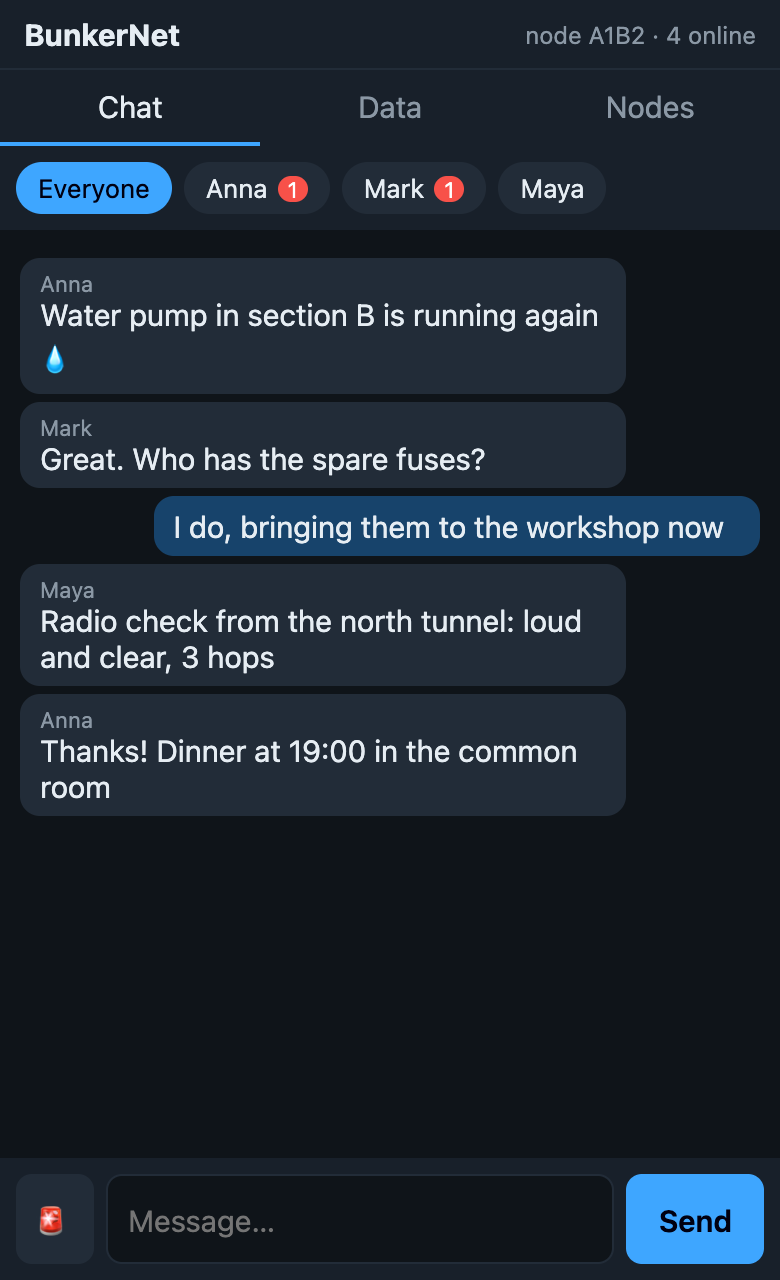 BunkerNet
node A1B2 · 4 online
Chat
Data
Nodes
Everyone
Anna 1
Mark 1
Maya
Anna
Water pump in section B is running again
💧
Mark
Great. Who has the spare fuses?
I do, bringing them to the workshop now
Maya
Radio check from the north tunnel: loud
and clear, 3 hops
Anna
Thanks! Dinner at 19:00 in the common
room
🚨
Message...
Send